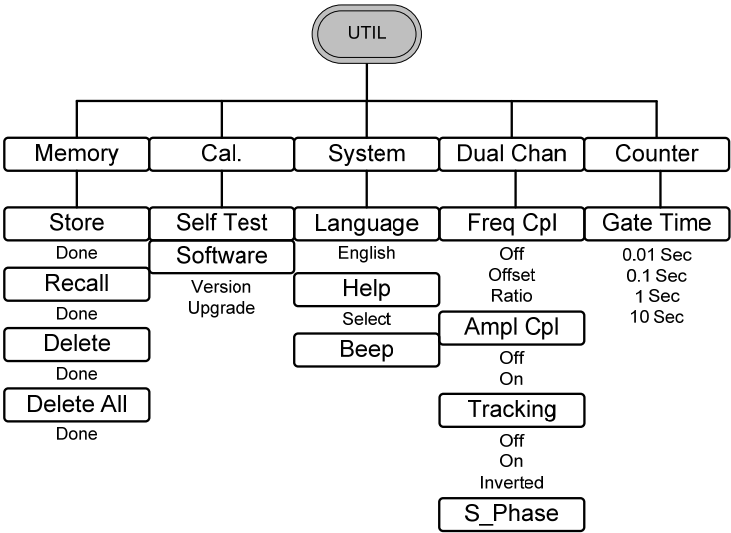 UTIL
Memory
Cal.
System
Dual Chan
Counter
Store
Done
Recall
Done
Delete
Done
Delete All
Done
Self Test
Software
Version
Upgrade
Language
English
Help
Select
Beep
Freq Cpl
Off
Offset
Ratio
Ampl Cpl
Off
On
Tracking
Off
On
Inverted
S_Phase
Gate Time
0.01 Sec
0.1 Sec
1 Sec
10 Sec